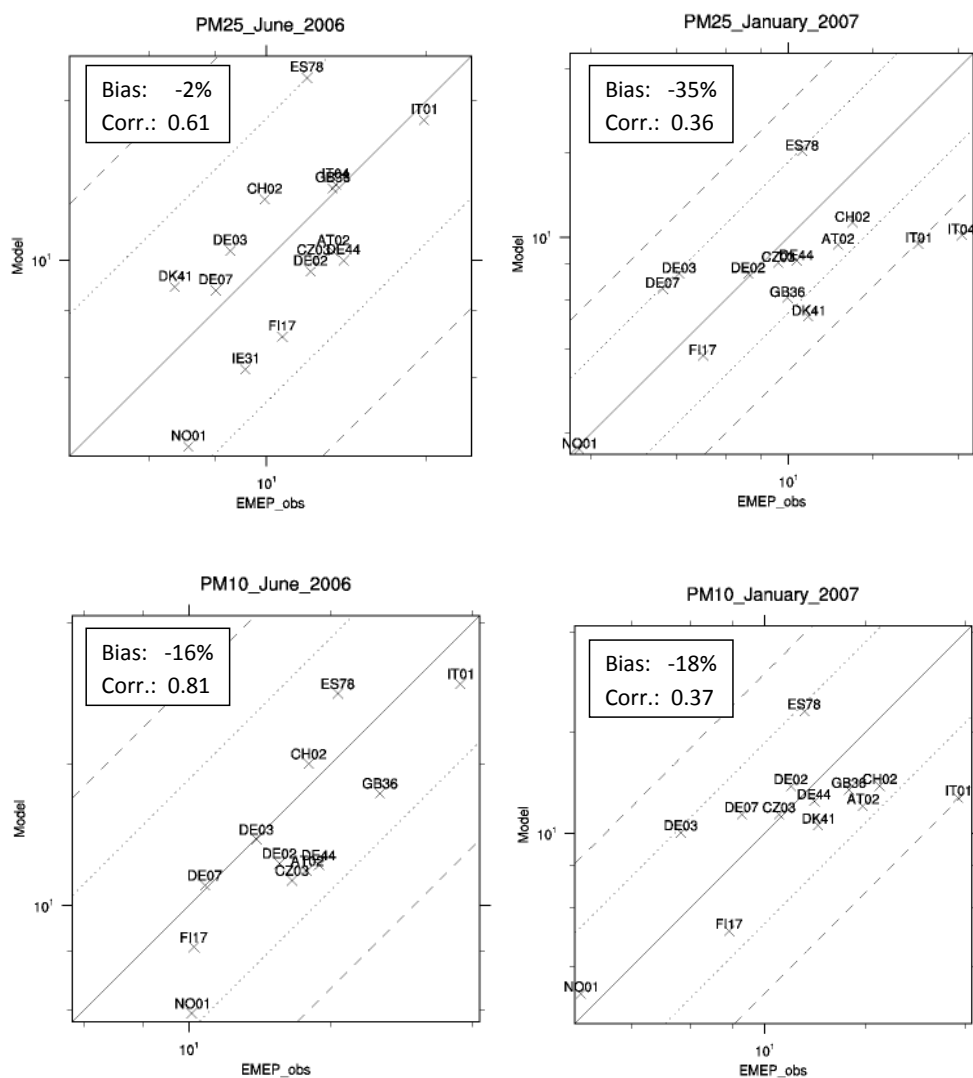 PM25_June_2006
Bias: -2%
Corr.: 0.61
ES78
IT01
IT04
GB36
CH02
DE03
AT02
CZ03
DE44
DE02
DK41
DE07
FI17
IE31
NO01
10¹
Model
10¹
EMEP_obs
PM25_January_2007
Bias: -35%
Corr.: 0.36
ES78
CH02
AT02
IT01
IT04
DE03
DE07
DE02
CZ03
DE44
GB36
DK41
FI17
NO01
10¹
Model
10¹
EMEP_obs
PM10_June_2006
Bias: -16%
Corr.: 0.81
ES78
IT01
CH02
GB36
DE03
DE02
DE44
AT02
CZ03
DE07
FI17
NO01
10¹
Model
10¹
EMEP_obs
PM10_January_2007
Bias: -18%
Corr.: 0.37
ES78
DE02
GB36
CH02
DE44
AT02
IT01
DE07
CZ03
DK41
DE03
FI17
NO01
10¹
Model
10¹
EMEP_obs